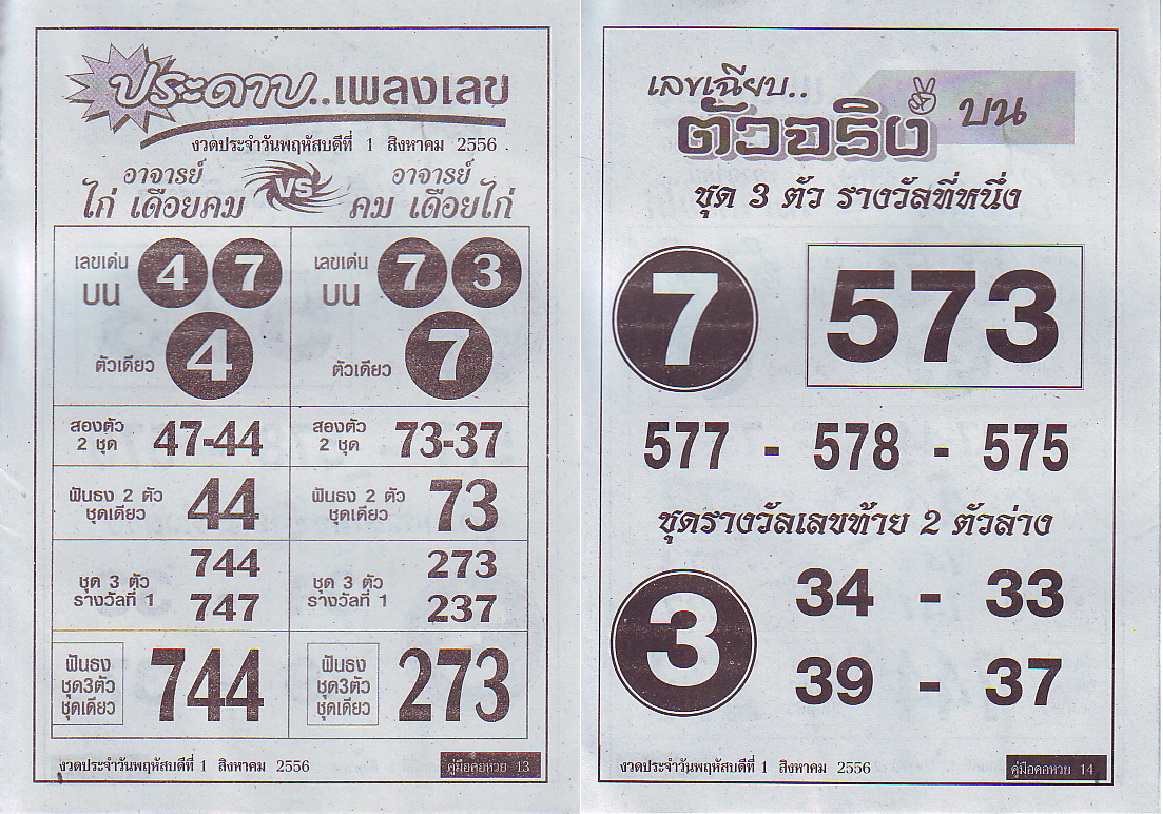 ประดาบ..เพลงเลข
งวดประจำวันพฤหัสบดีที่ 1 สิงหาคม 2556
อาจารย์ ไก่ เดือยคม
VS
อาจารย์ คม เดือยไก่
เลขเด่น บน 4 7
เลขเด่น บน 7 3
ตัวเดียว 4
ตัวเดียว 7
สองตัว 2 ชุด 47-44
สองตัว 2 ชุด 73-37
ฟันธง 2 ตัว ชุดเดียว 44
ฟันธง 2 ตัว ชุดเดียว 73
ชุด 3 ตัว รางวัลที่ 1 744 747
ชุด 3 ตัว รางวัลที่ 1 273 237
ฟันธง ชุด3ตัว ชุดเดียว 744
ฟันธง ชุด3ตัว ชุดเดียว 273
งวดประจำวันพฤหัสบดีที่ 1 สิงหาคม 2556
คู่มือคอหวย 13
เลขเฉียบ..
ตัวจริง บน
ชุด 3 ตัว รางวัลที่หนึ่ง
7 573
577 - 578 - 575
ชุดรางวัลเลขท้าย 2 ตัวล่าง
3
34 - 33
39 - 37
งวดประจำวันพฤหัสบดีที่ 1 สิงหาคม 2556
คู่มือคอหวย 14